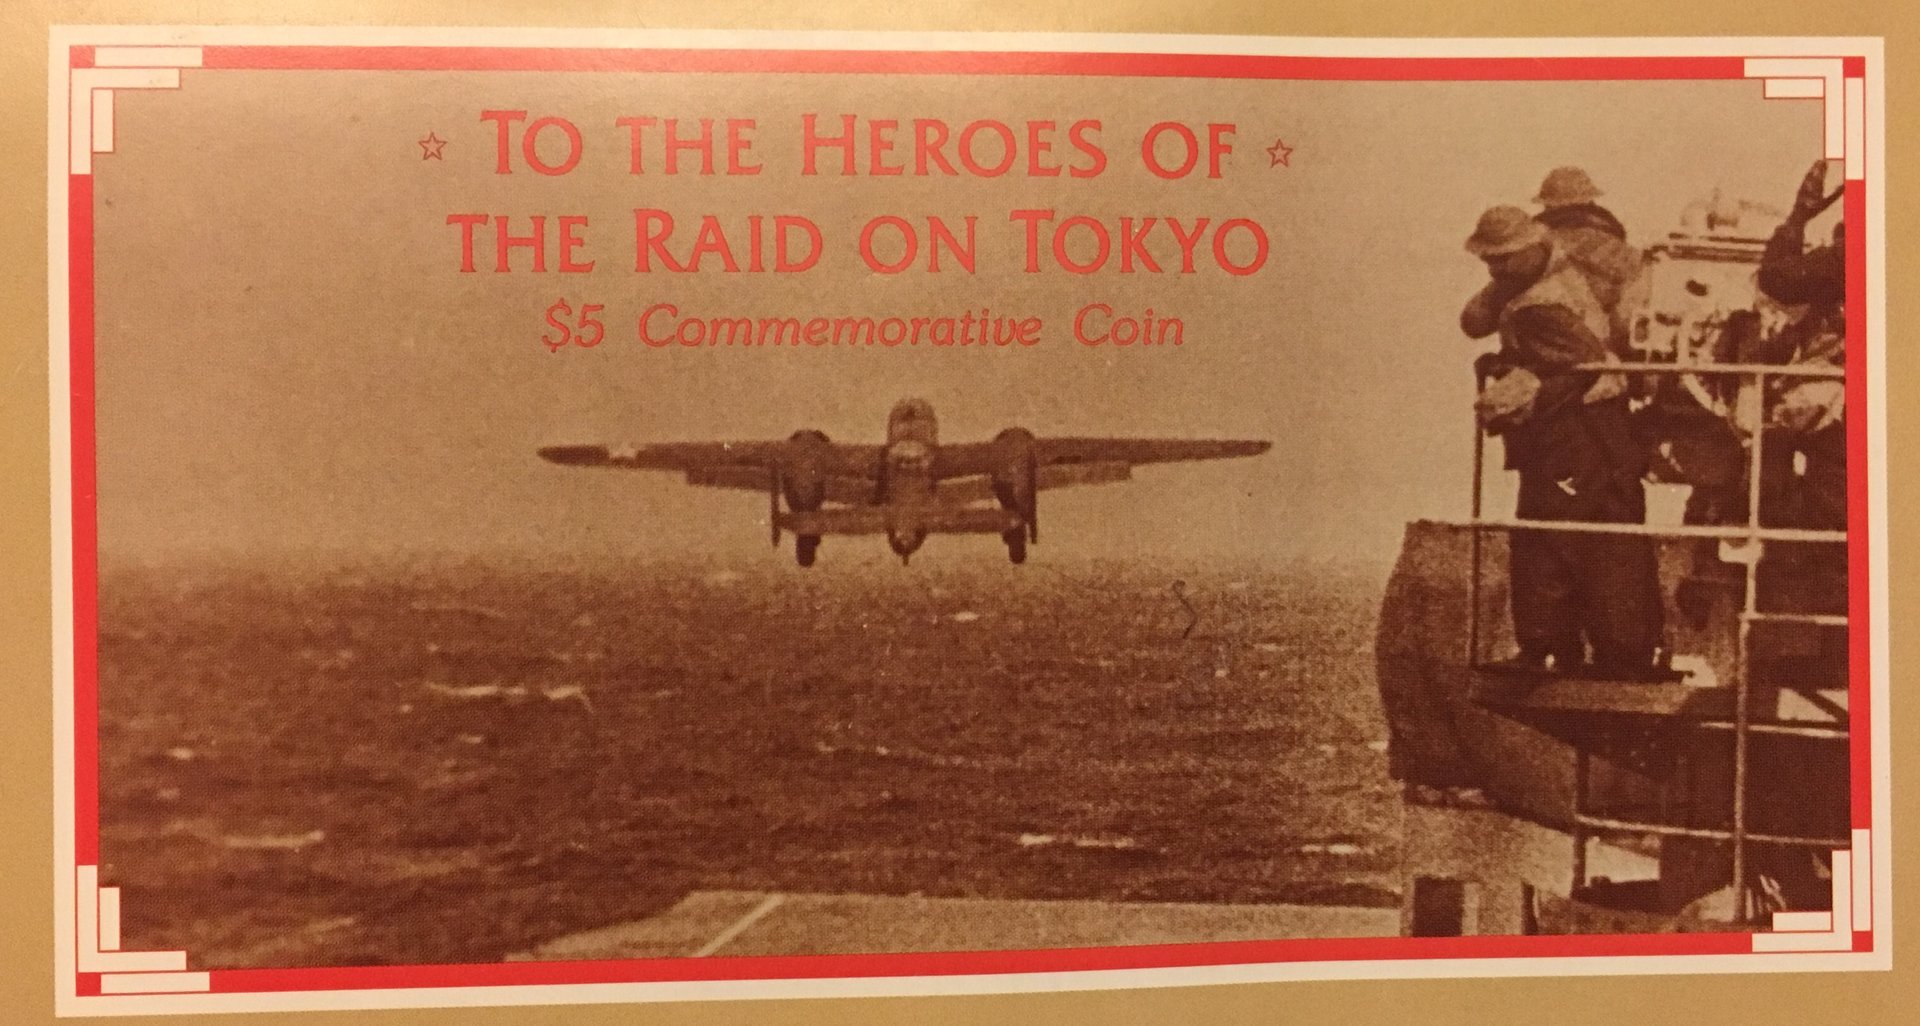 TO THE HEROES OF
THE RAID ON TOKYO
$5 Commemorative Coin